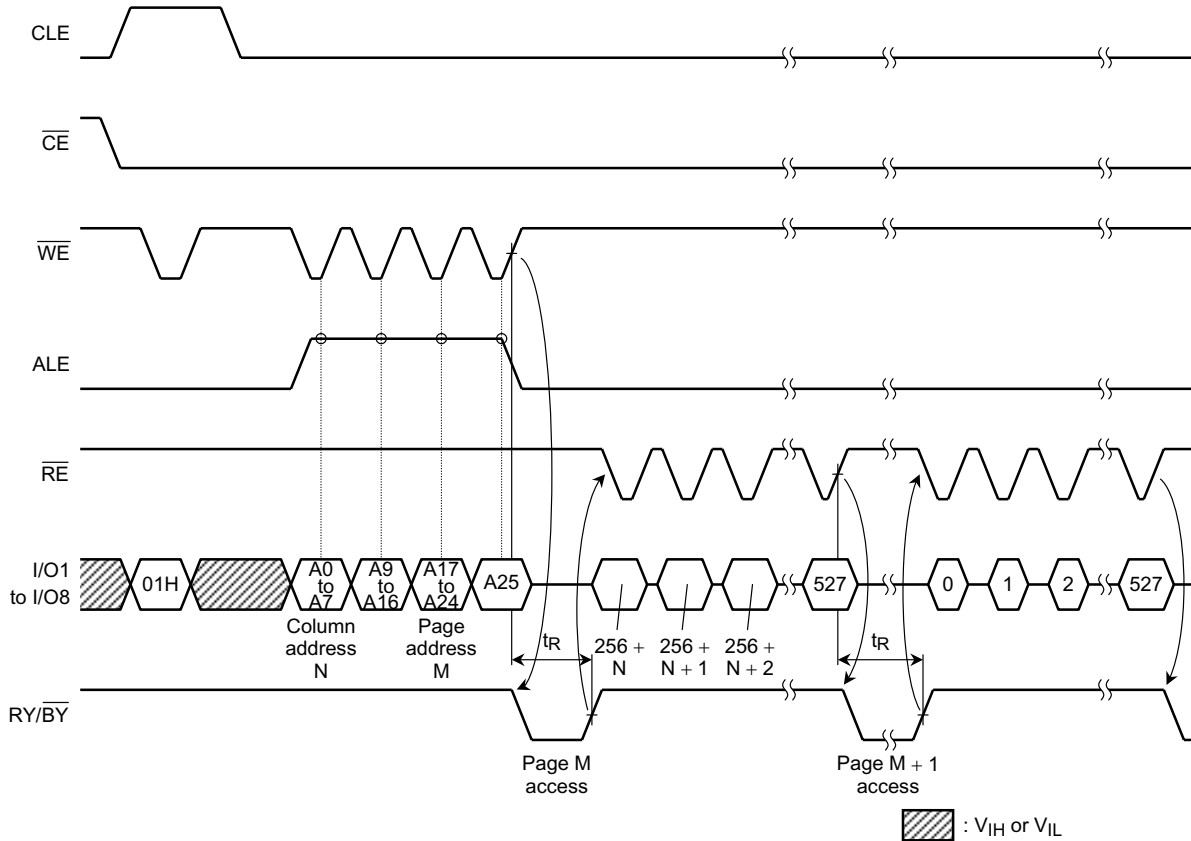 CLE
CE
WE
ALE
RE
I/O1
to I/O8
01H
A0
to
A7
A9
to
A16
A17
to
A24
A25
527
0
1
2
527
Column
address
N
Page
address
M
tR
256 +
N
256 +
N + 1
256 +
N + 2
tR
RY/BY
Page M
access
Page M + 1
access
: VIH or VIL